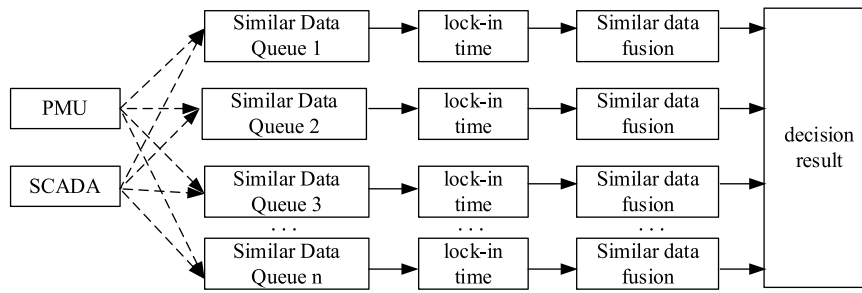 PMU
SCADA
Similar Data
Queue 1
lock-in
time
Similar data
fusion
Similar Data
Queue 2
lock-in
time
Similar data
fusion
Similar Data
Queue 3
lock-in
time
Similar data
fusion
. . .
. . .
. . .
Similar Data
Queue n
lock-in
time
Similar data
fusion
decision
result